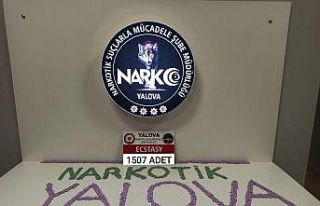 NARKOTİK SUÇLARLA MÜCADELE ŞUBE MÜDÜRLÜĞÜ
NARKO
YALOVA
YALOVA
ECSTASY
1507 ADET
NARKOTİK
YALOVA